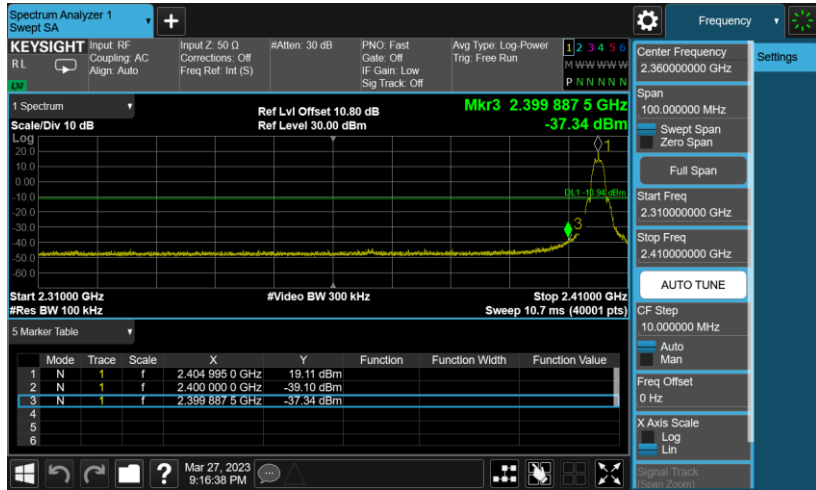 Spectrum Analyzer 1
Swept SA
+
Frequency
KEYSIGHT
RL
LXI
Input: RF
Coupling: AC
Align: Auto
Input Z: 50 Ω
Corrections: Off
Freq Ref: Int (S)
#Atten: 30 dB
PNO: Fast
Gate: Off
IF Gain: Low
Sig Track: Off
Avg Type: Log-Power
Trig: Free Run
1 2 3 4 5 6
M W W W W W
P N N N N N
Center Frequency
2.360000000 GHz
Settings
Span
100.000000 MHz
Swept Span
Zero Span
Full Span
Start Freq
2.310000000 GHz
Stop Freq
2.410000000 GHz
AUTO TUNE
CF Step
10.000000 MHz
Auto
Man
Freq Offset
0 Hz
X Axis Scale
Log
Lin
Signal Track
(Span Zoom)
1 Spectrum
Scale/Div 10 dB
Ref Lvl Offset 10.80 dB
Ref Level 30.00 dBm
Mkr3 2.399 887 5 GHz
-37.34 dBm
Log
20.0
10.0
0.00
-10.0
-20.0
-30.0
-40.0
-50.0
-60.0
1
DL1 -10.94 dBm
3
Start 2.31000 GHz
#Video BW 300 kHz
Stop 2.41000 GHz
#Res BW 100 kHz
Sweep 10.7 ms (40001 pts)
5 Marker Table
Mode Trace Scale X Y Function Function Width Function Value
1 N 1 f 2.404 995 0 GHz 19.11 dBm
2 N 1 f 2.400 000 0 GHz -39.10 dBm
3 N 1 f 2.399 887 5 GHz -37.34 dBm
4
5
6
?
Mar 27, 2023
9:16:38 PM